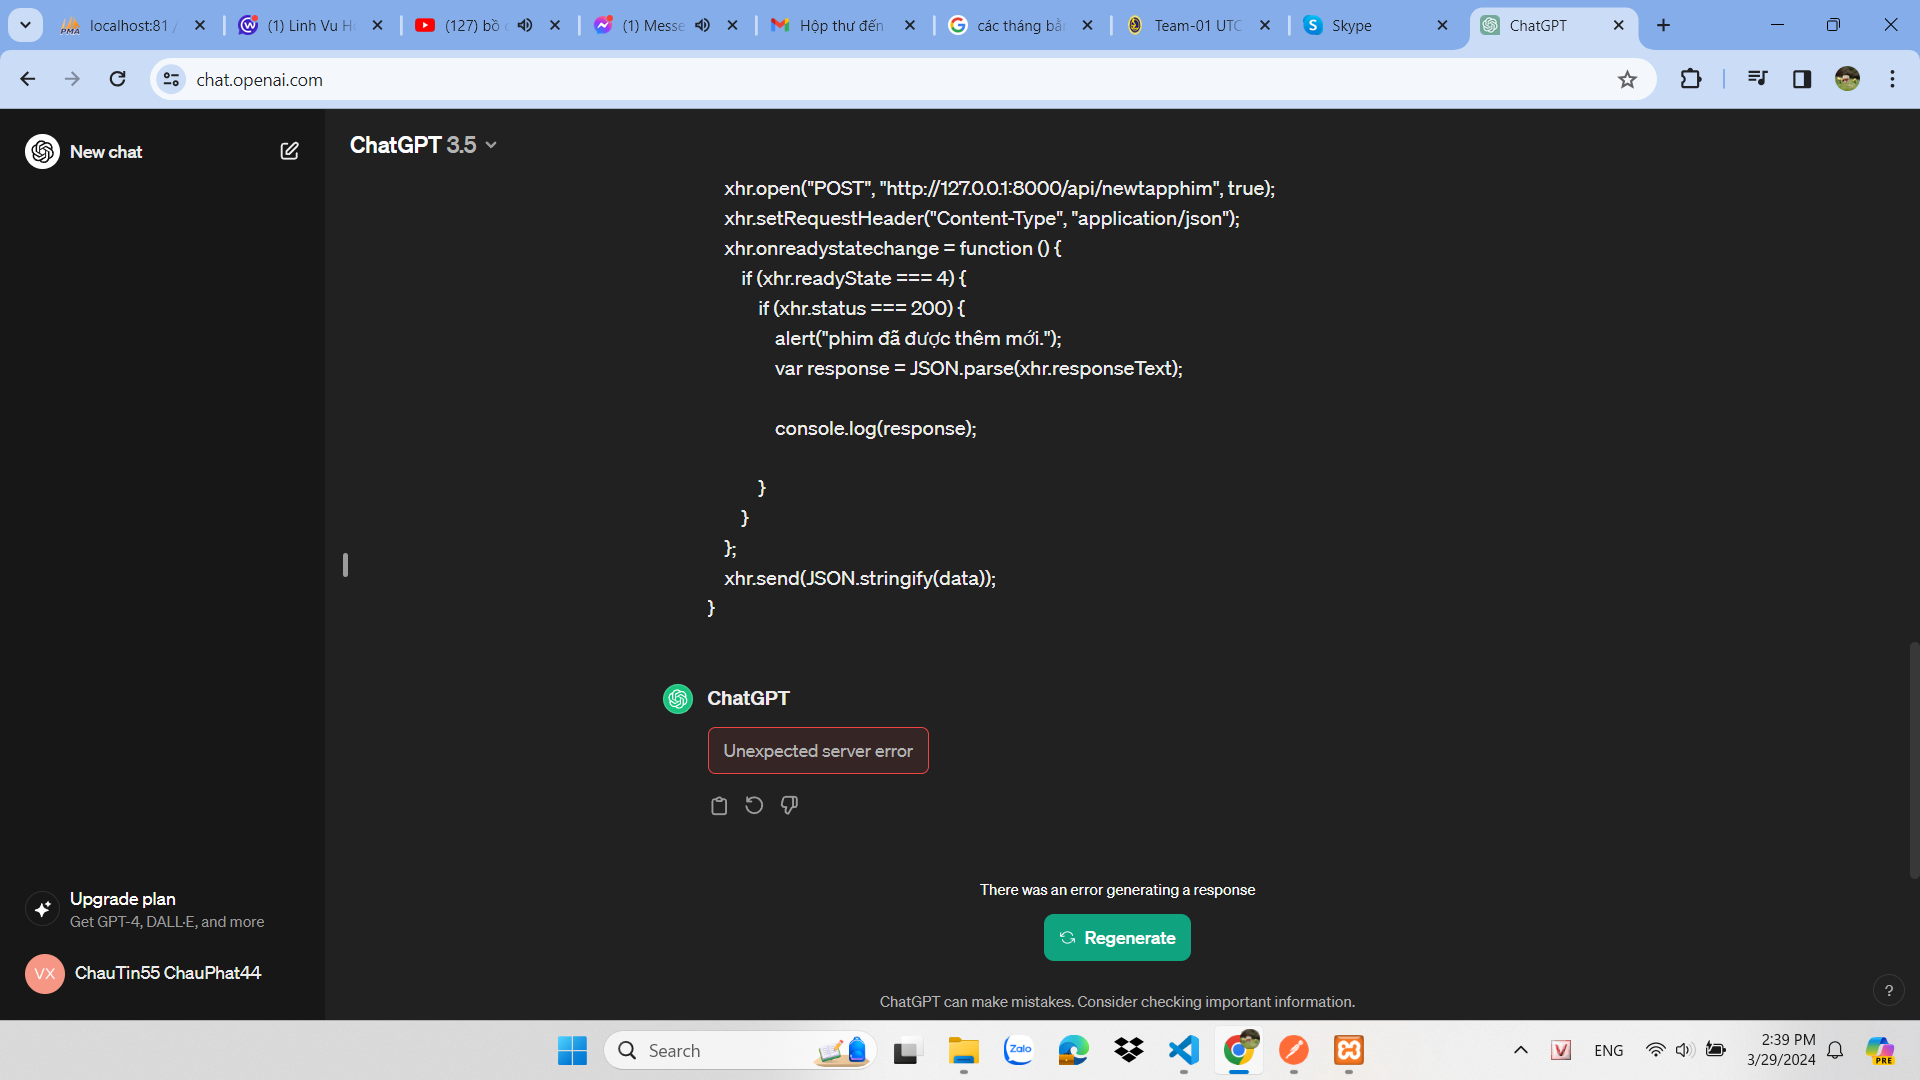 localhost:81 /
(1) Linh Vu Ho
(127) bồ c
(1) Messe
Hộp thư đến
các tháng bằn
Team-01 UTC
Skype
ChatGPT
chat.openai.com
New chat
ChatGPT 3.5
xhr.open("POST", "http://127.0.0.1:8000/api/newtapphim", true);
xhr.setRequestHeader("Content-Type", "application/json");
xhr.onreadystatechange = function () {
if (xhr.readyState === 4) {
if (xhr.status === 200) {
alert("phim đã được thêm mới.");
var response = JSON.parse(xhr.responseText);
console.log(response);
}
}
};
xhr.send(JSON.stringify(data));
}
ChatGPT
Unexpected server error
There was an error generating a response
Regenerate
Upgrade plan
Get GPT-4, DALL·E, and more
VX
ChauTin55 ChauPhat44
ChatGPT can make mistakes. Consider checking important information.
?
Search
Zalo
V
ENG
2:39 PM
3/29/2024
PRE